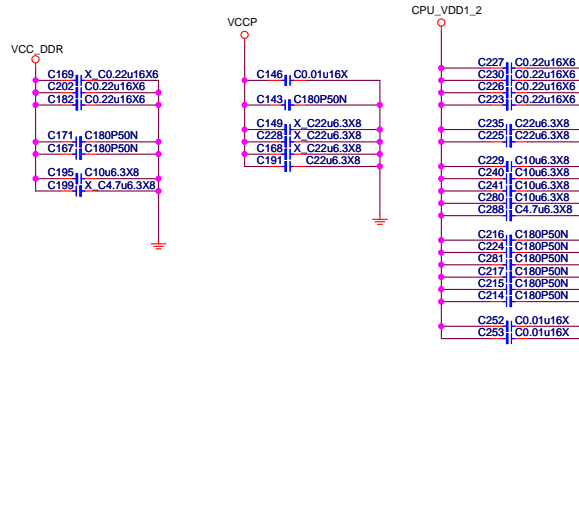 VCC_DDR
C169 X_C0.22u16X6
C202 C0.22u16X6
C182 C0.22u16X6
C171 C180P50N
C167 C180P50N
C195 C10u6.3X8
C199 X_C4.7u6.3X8
VCCP
C146 C0.01u16X
C143 C180P50N
C149 X_C22u6.3X8
C228 X_C22u6.3X8
C168 X_C22u6.3X8
C191 C22u6.3X8
CPU_VDD1_2
C227 C0.22u16X6
C230 C0.22u16X6
C226 C0.22u16X6
C223 C0.22u16X6
C235 C22u6.3X8
C225 C22u6.3X8
C229 C10u6.3X8
C240 C10u6.3X8
C241 C10u6.3X8
C280 C10u6.3X8
C288 C4.7u6.3X8
C216 C180P50N
C224 C180P50N
C281 C180P50N
C217 C180P50N
C215 C180P50N
C214 C180P50N
C252 C0.01u16X
C253 C0.01u16X